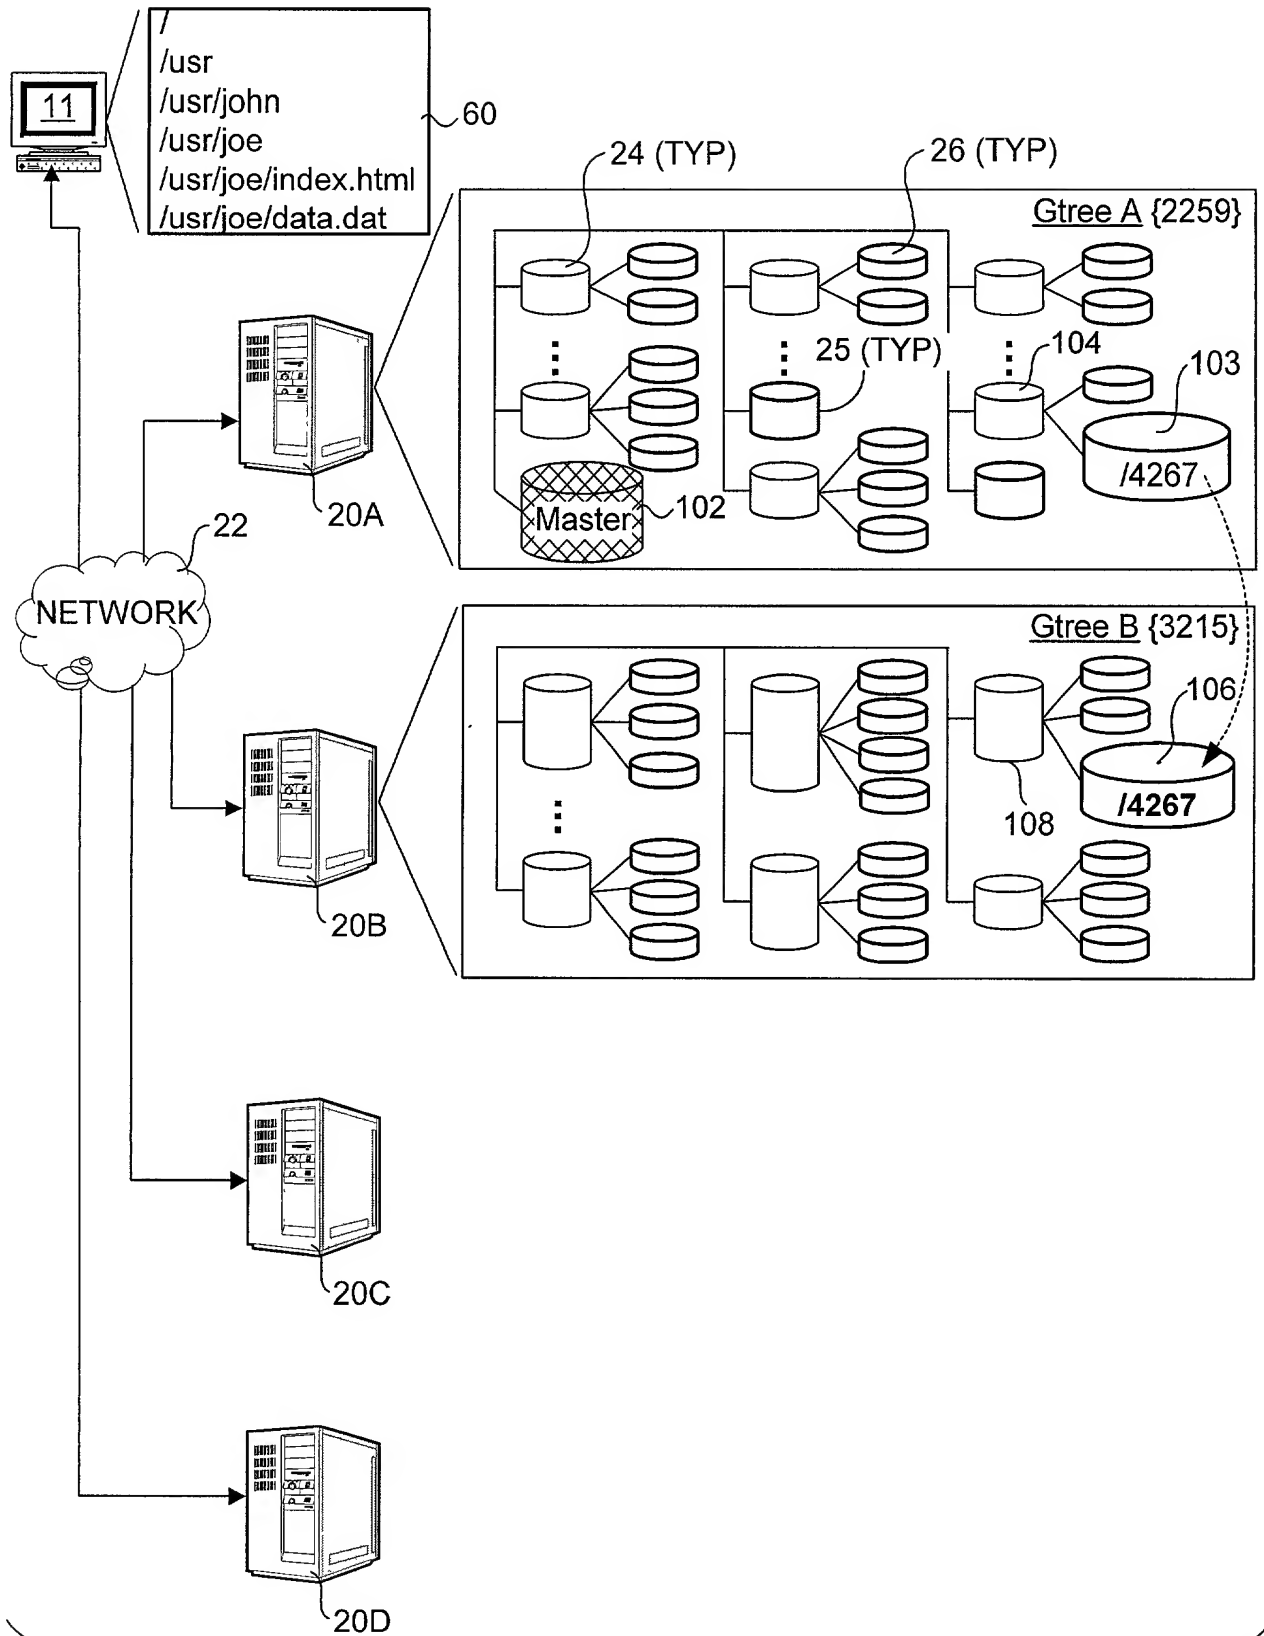 /
/usr
/usr/john
/usr/joe
/usr/joe/index.html
/usr/joe/data.dat
11
60
24 (TYP)
26 (TYP)
Gtree A {2259}
25 (TYP)
104
103
/4267
Master
102
20A
22
NETWORK
Gtree B {3215}
106
/4267
108
20B
20C
20D